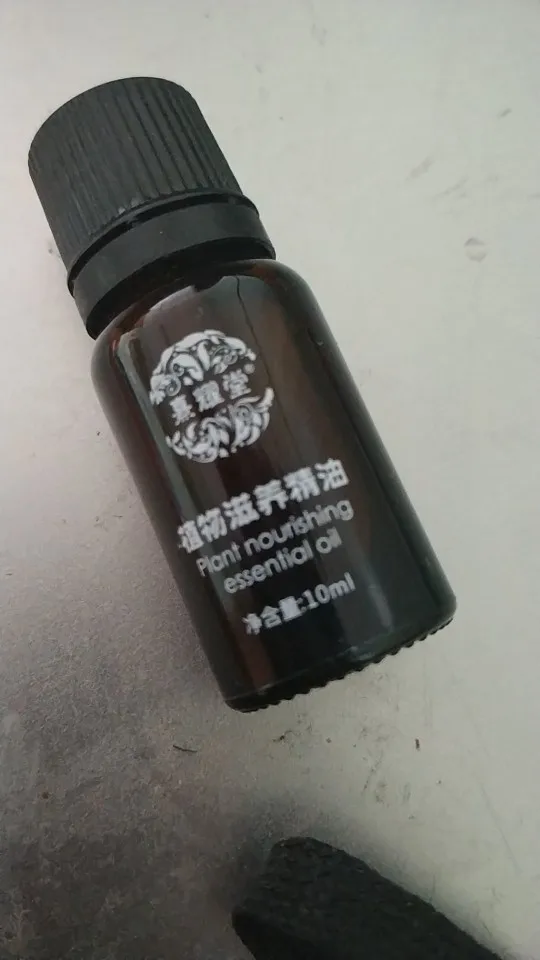 植物滋养精油
Plant nourishing
essential oil
净含量:10ml